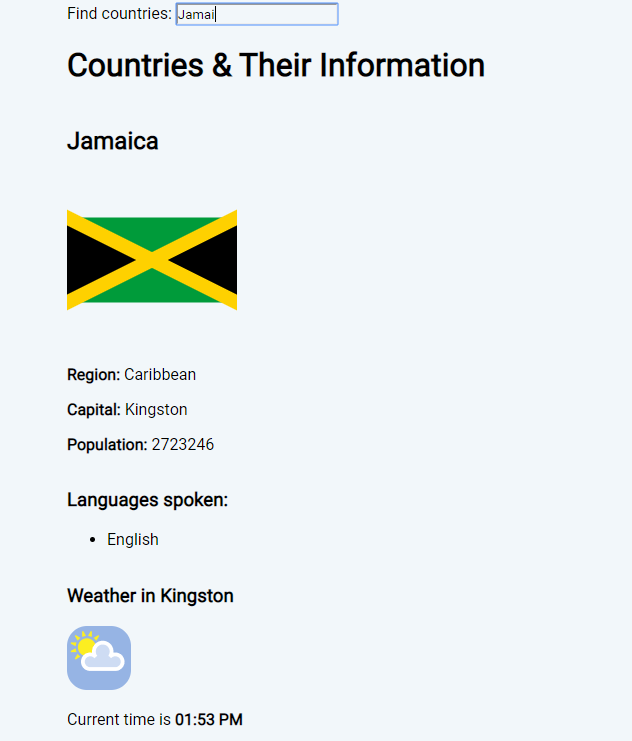 Find countries: Jamai
Countries & Their Information
Jamaica
Region: Caribbean
Capital: Kingston
Population: 2723246
Languages spoken:
• English
Weather in Kingston
Current time is 01:53 PM